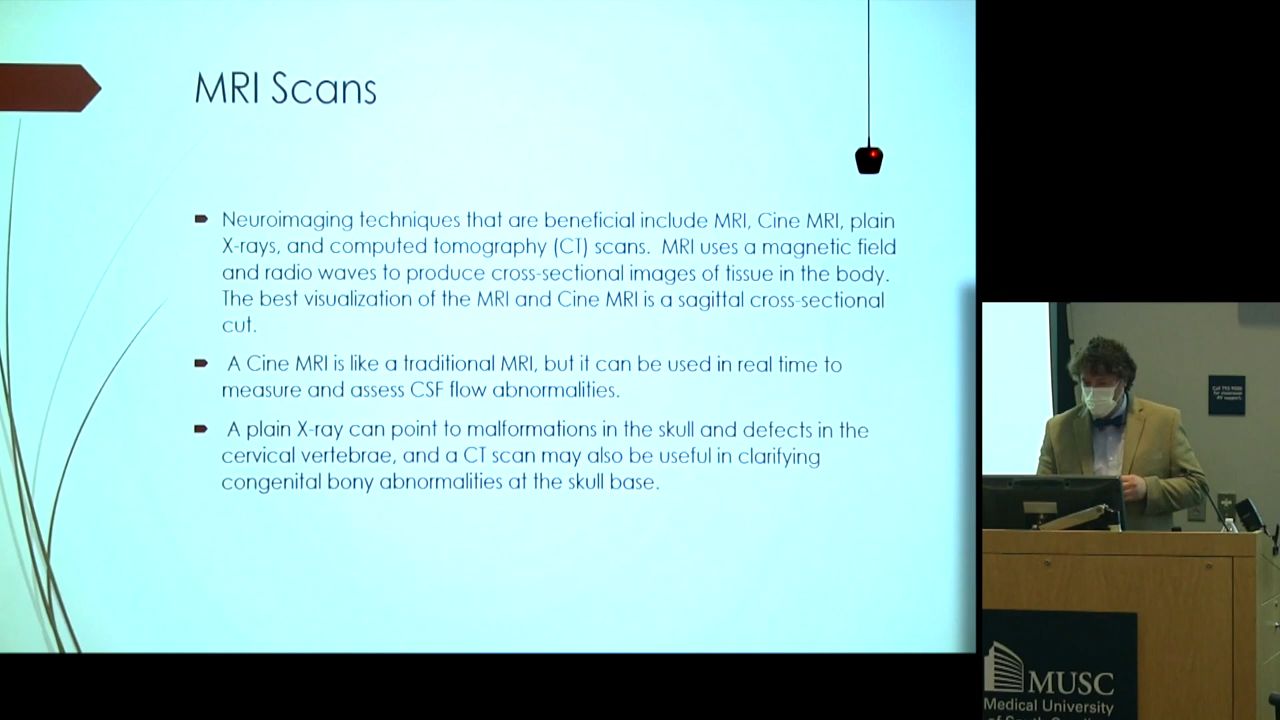 MRI Scans
Neuroimaging techniques that are beneficial include MRI, Cine MRI, plain
X-rays, and computed tomography (CT) scans. MRI uses a magnetic field
and radio waves to produce cross-sectional images of tissue in the body.
The best visualization of the MRI and Cine MRI is a sagittal cross-sectional
cut.
A Cine MRI is like a traditional MRI, but it can be used in real time to
measure and assess CSF flow abnormalities.
A plain X-ray can point to malformations in the skull and defects in the
cervical vertebrae, and a CT scan may also be useful in clarifying
congenital bony abnormalities at the skull base.
for classroom
AV support.
MUSC
Medical University
of South